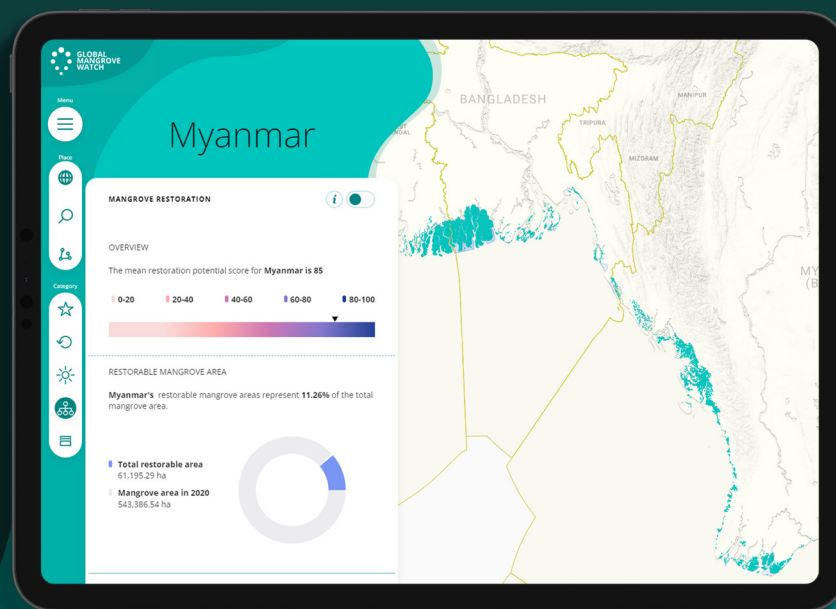 GLOBAL
MANGROVE
WATCH
Menu
Place
Category
Myanmar
MANGROVE RESTORATION
i
OVERVIEW
The mean restoration potential score for Myanmar is 85
0-20 20-40 40-60 60-80 80-100
RESTORABLE MANGROVE AREA
Myanmar's restorable mangrove areas represent 11.26% of the total
mangrove area.
Total restorable area
61,195.29 ha
Mangrove area in 2020
543,386.54 ha
BANGLADESH
MANIPUR
TRIPURA
MIZORAM
NGAL
MY
(B